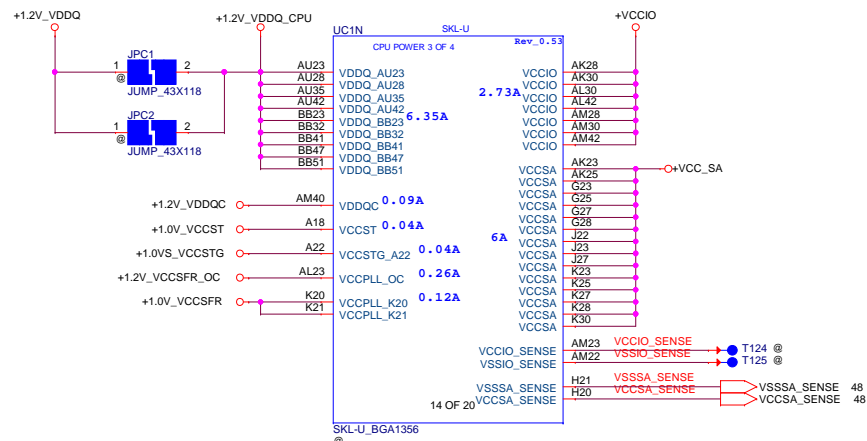 +1.2V_VDDQ
+1.2V_VDDQ_CPU
+VCCIO
UC1N
SKL-U
CPU POWER 3 OF 4
Rev_0.53
JPC1
1
2
@
JUMP_43X118
JPC2
1
2
@
JUMP_43X118
AU23 VDDQ_AU23
AU28 VDDQ_AU28
AU35 VDDQ_AU35
AU42 VDDQ_AU42
BB23 VDDQ_BB23
BB32 VDDQ_BB32
BB41 VDDQ_BB41
BB47 VDDQ_BB47
BB51 VDDQ_BB51
6.35A
+1.2V_VDDQC AM40 VDDQC 0.09A
+1.0V_VCCST A18 VCCST 0.04A
+1.0VS_VCCSTG A22 VCCSTG_A22 0.04A
+1.2V_VCCSFR_OC AL23 VCCPLL_OC 0.26A
+1.0V_VCCSFR K20 VCCPLL_K20 0.12A
K21 VCCPLL_K21
2.73A
VCCIO AK28
VCCIO AK30
VCCIO AL30
VCCIO AL42
VCCIO AM28
VCCIO AM30
VCCIO AM42
VCCSA AK23 +VCC_SA
VCCSA AK25
VCCSA G23
VCCSA G25
VCCSA G27
VCCSA G28
6A
VCCSA J22
VCCSA J23
VCCSA J27
VCCSA K23
VCCSA K25
VCCSA K27
VCCSA K28
VCCSA K30
VCCIO_SENSE AM23 VCCIO_SENSE T124 @
VSSIO_SENSE AM22 VSSIO_SENSE T125 @
VSSSA_SENSE H21 VSSSA_SENSE VSSSA_SENSE 48
VCCSA_SENSE H20 VCCSA_SENSE VCCSA_SENSE 48
14 OF 20
SKL-U_BGA1356
@